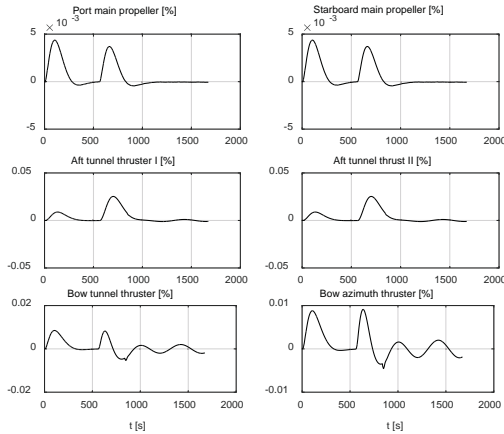 Port main propeller [%]
Starboard main propeller [%]
× 10⁻³
× 10⁻³
5
5
0
0
-5
-5
0 500 1000 1500 2000
0 500 1000 1500 2000
Aft tunnel thruster I [%]
Aft tunnel thrust II [%]
0.05
0.05
0
0
-0.05
-0.05
0 500 1000 1500 2000
0 500 1000 1500 2000
Bow tunnel thruster [%]
Bow azimuth thruster [%]
0.02
0.01
0
0
-0.02
-0.01
0 500 1000 1500 2000
0 500 1000 1500 2000
t [s]
t [s]